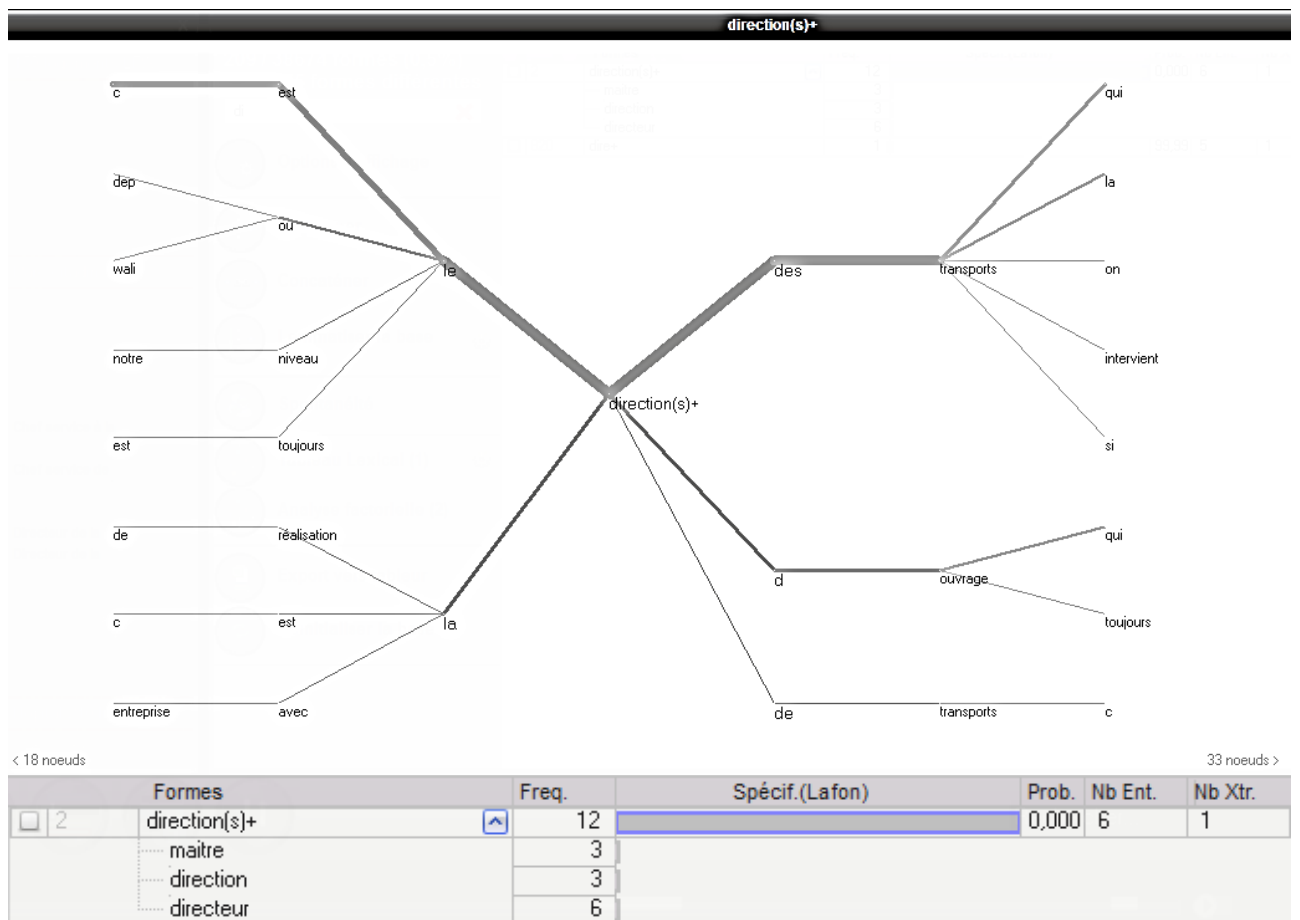 direction(s)+
c est qui
dep la
ou
wali le des transports on
notre niveau intervient
direction(s)+
est toujours si
de réalisation qui
d ouvrage
c est la toujours
entreprise avec de transports c
< 18 noeuds 33 noeuds >
Formes Freq. Spécif.(Lafon) Prob. Nb Ent. Nb Xtr.
2 direction(s)+ 12 0,000 6 1
maitre 3
direction 3
directeur 6